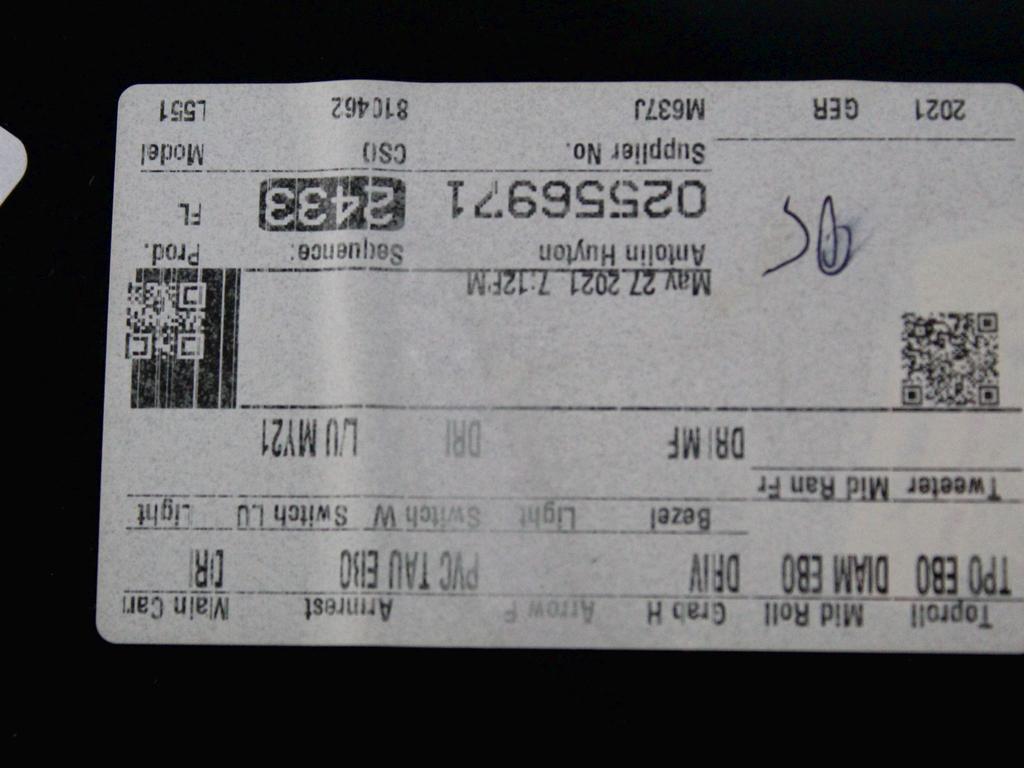 Toproll Mid Roll Grab H Arrow F Armrest Main Carr
TPO EBO DIAM EBO DRIV PVC TAU EBO DRI
Bezel Light Switch W Switch LU Light
Tweeter Mid Ran Fr
DRI MF DRI L/U MY21
May 27 2021 7:12PM
Antolin Huyton Sequence: Prod.
02556971 2433 FL
Supplier No. CSO Model
2021 GER M637J 810462 L551